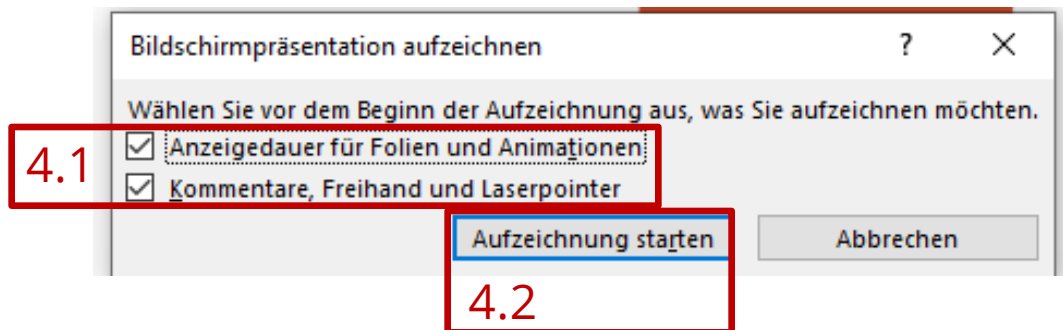 Bildschirmpräsentation aufzeichnen ? ×
Wählen Sie vor dem Beginn der Aufzeichnung aus, was Sie aufzeichnen möchten.
4.1
Anzeigedauer für Folien und Animationen
Kommentare, Freihand und Laserpointer
Aufzeichnung starten Abbrechen
4.2